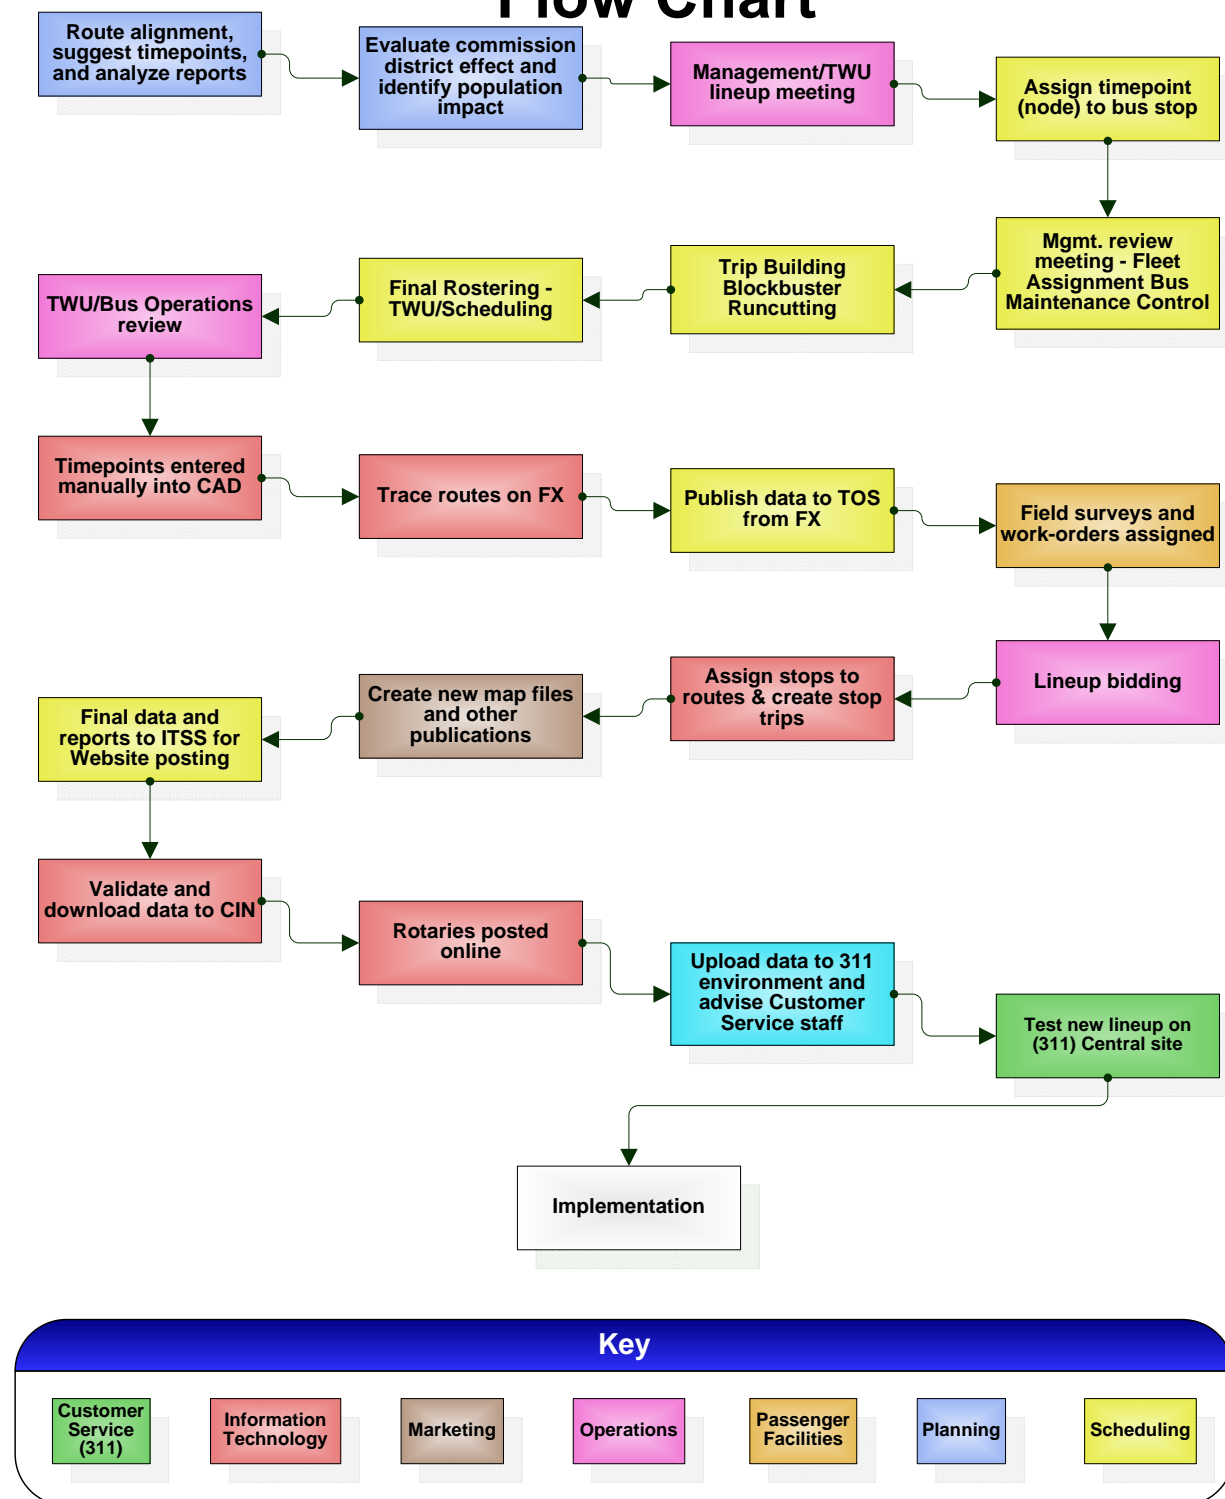 Flow Chart
Route alignment,
suggest timepoints,
and analyze reports
Evaluate commission
district effect and
identify population
impact
Management/TWU
lineup meeting
Assign timepoint
(node) to bus stop
Mgmt. review
meeting - Fleet
Assignment Bus
Maintenance Control
Trip Building
Blockbuster
Runcutting
Final Rostering -
TWU/Scheduling
TWU/Bus Operations
review
Timepoints entered
manually into CAD
Trace routes on FX
Publish data to TOS
from FX
Field surveys and
work-orders assigned
Lineup bidding
Assign stops to
routes & create stop
trips
Create new map files
and other
publications
Final data and
reports to ITSS for
Website posting
Validate and
download data to CIN
Rotaries posted
online
Upload data to 311
environment and
advise Customer
Service staff
Test new lineup on
(311) Central site
Implementation
Key
Customer
Service
(311)
Information
Technology
Marketing
Operations
Passenger
Facilities
Planning
Scheduling